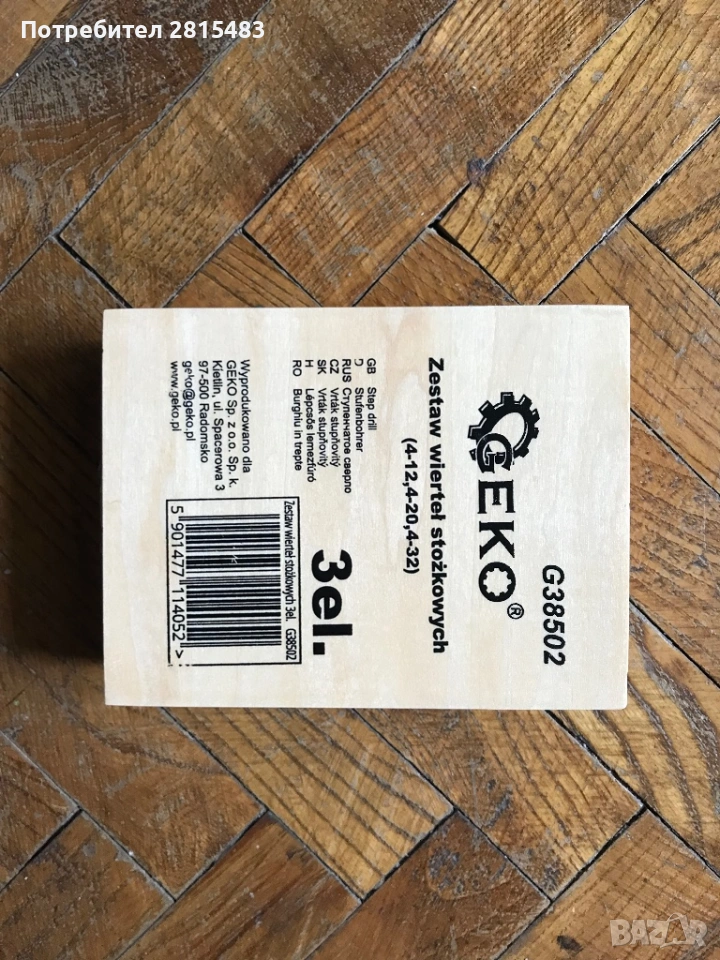 Потребител 2815483
G38502
GEKO®
Zestaw wierteł stożkowych
(4-12,4-20,4-32)
GB Step drill
D Stufenbohrer
RUS Ступенчатое сверло
CZ Vrták stupňovitý
SK Vrták stupňovitý
H Lépcsős lemezfúró
RO Burghiu in trepte
3el.
Wyprodukowano dla
GEKO Sp. z o.o. Sp. k.
Kietlin, ul. Spacerowa 3
97-500 Radomsko
geko@geko.pl
www.geko.pl
Zestaw wierteł stożkowych 3el. G38502
5 901477 114052 >
BAZAR